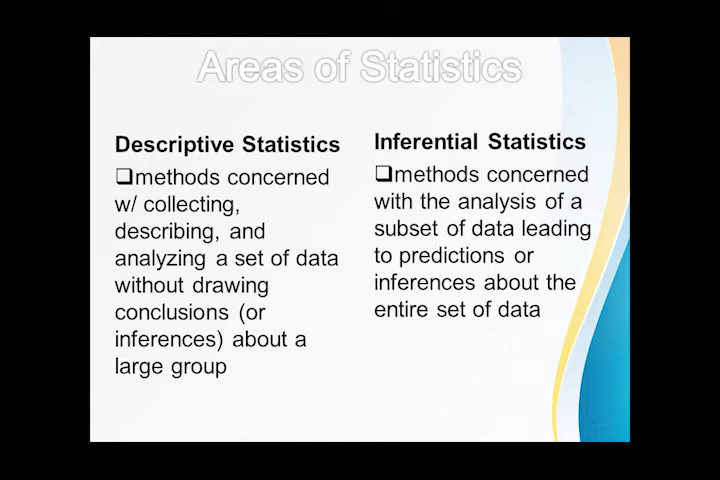 Areas of Statistics
Descriptive Statistics
❑methods concerned
w/ collecting,
describing, and
analyzing a set of data
without drawing
conclusions (or
inferences) about a
large group
Inferential Statistics
❑methods concerned
with the analysis of a
subset of data leading
to predictions or
inferences about the
entire set of data